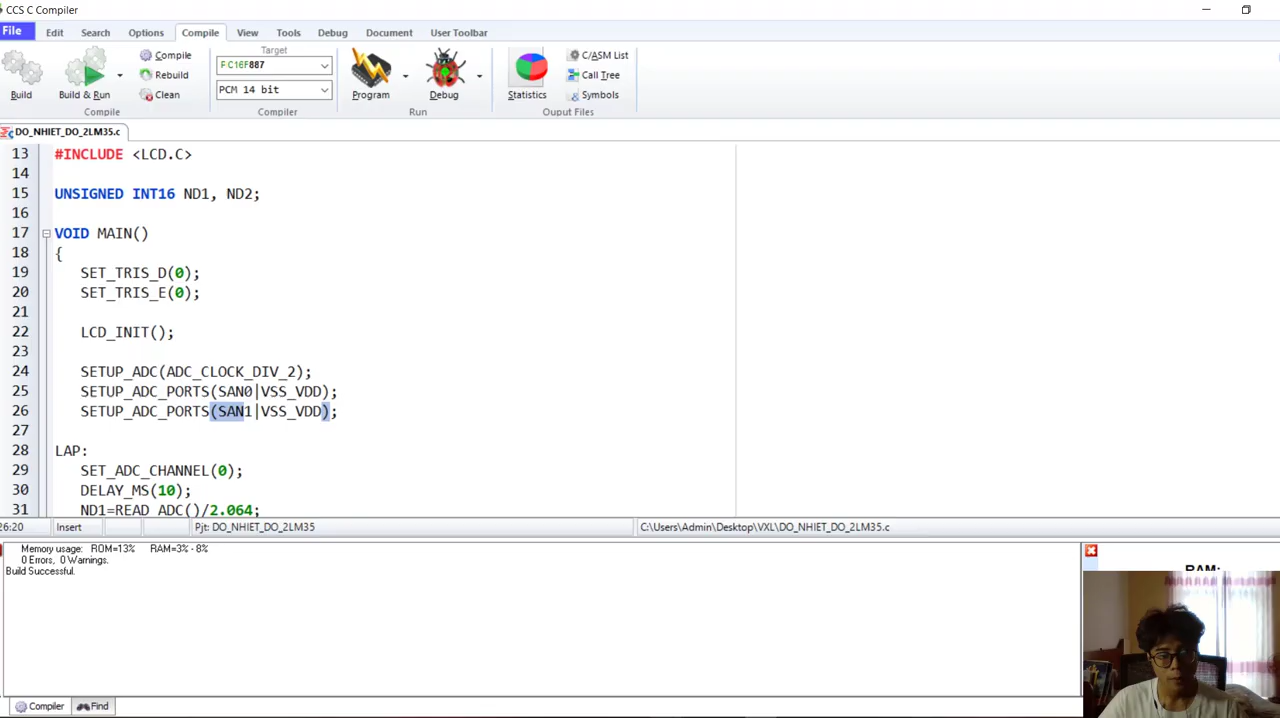 CCS C Compiler
File Edit Search Options Compile View Tools Debug Document User Toolbar
Build
Build & Run
Compile
Rebuild
Clean
Compile
Target
PCM 14 bit
Compiler
Program
Debug
Run
Statistics
C/ASM List
Call Tree
Symbols
Ouput Files
DO_NHIET_DO_2LM35.c
13 #INCLUDE <LCD.C>
14
15 UNSIGNED INT16 ND1, ND2;
16
17 VOID MAIN()
18 {
19 SET_TRIS_D(0);
20 SET_TRIS_E(0);
21
22 LCD_INIT();
23
24 SETUP_ADC(ADC_CLOCK_DIV_2);
25 SETUP_ADC_PORTS(SAN0|VSS_VDD);
26 SETUP_ADC_PORTS(SAN1|VSS_VDD);
27
28 LAP:
29 SET_ADC_CHANNEL(0);
30 DELAY_MS(10);
31 ND1=READ_ADC()/2.064;
26:20 Insert Pjt: DO_NHIET_DO_2LM35 C:\Users\Admin\Desktop\VXL\DO_NHIET_DO_2LM35.c
Memory usage: ROM=13% RAM=3% - 8%
0 Errors, 0 Warnings.
Build Successful.
RAM:
Compiler Find